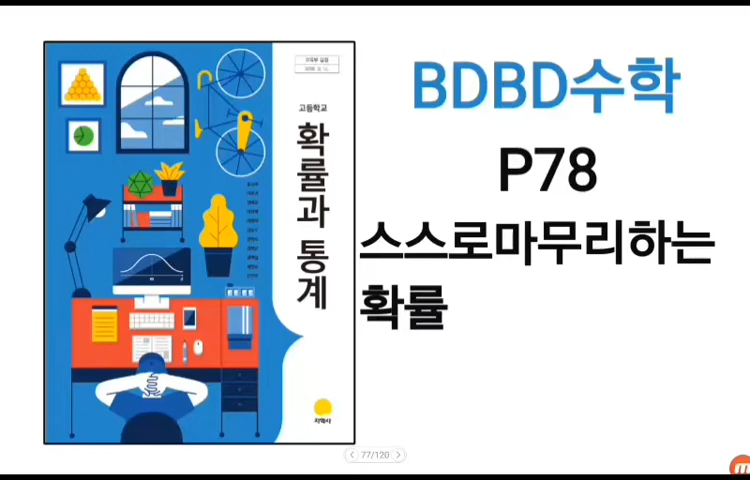 고등학교
확률과 통계
지학사
BDBD수학
P78
스스로마무리하는
확률
77/120